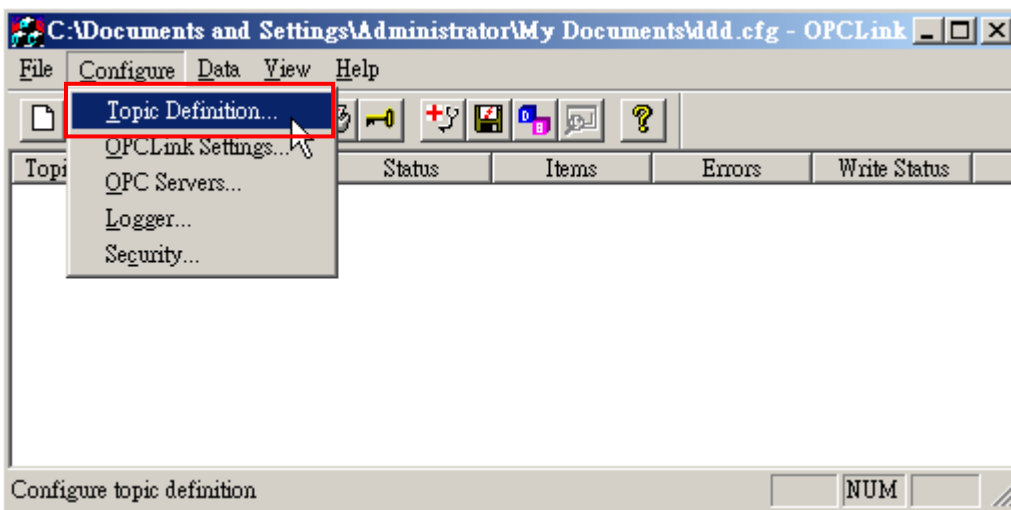 C:\Documents and Settings\Administrator\My Documents\ddd.cfg - OPCLink
File Configure Data View Help
Topic Definition...
OPCLink Settings...
OPC Servers...
Logger...
Security...
Status Items Errors Write Status
Configure topic definition NUM